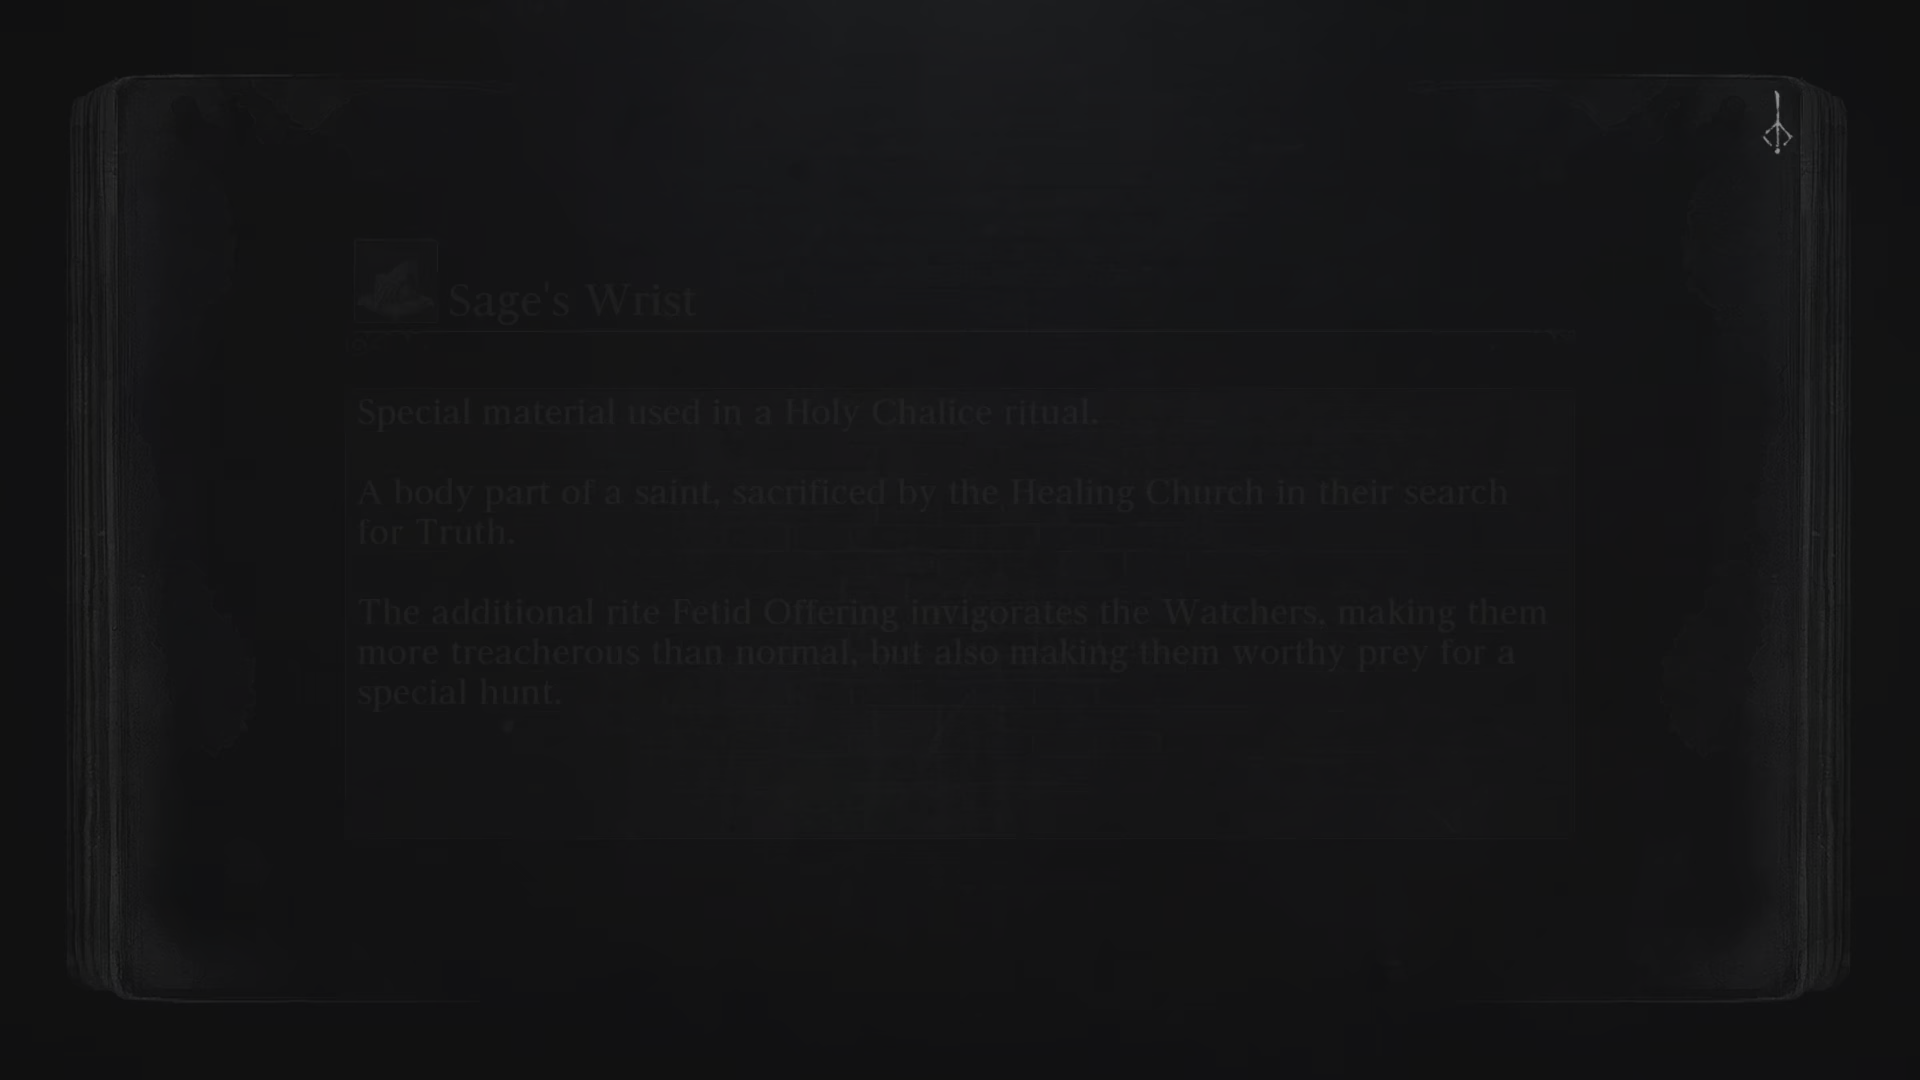 Sage's Wrist
Special material used in a Holy Chalice ritual.
A body part of a saint, sacrificed by the Healing Church in their search
for Truth.
The additional rite Fetid Offering invigorates the Watchers, making them
more treacherous than normal, but also making them worthy prey for a
special hunt.